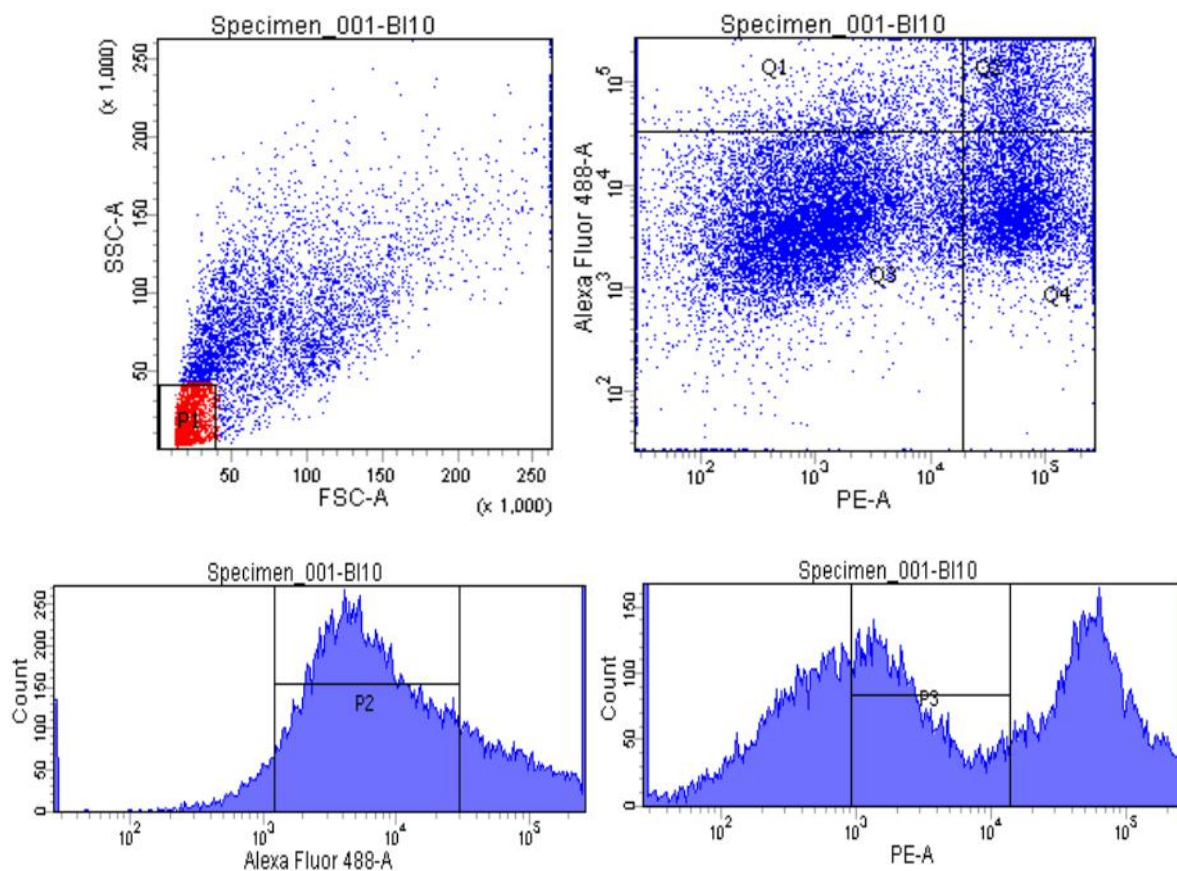 Specimen_001-BI10
(x 1,000)
SSC-A
250
200
150
100
50
P1
50 100 150 200 250
FSC-A
(x 1,000)
Specimen_001-BI10
Alexa Fluor 488-A
10^5
10^4
10^3
10^2
Q1
Q2
Q3
Q4
10^2 10^3 10^4 10^5
PE-A
Specimen_001-BI10
Count
250
200
150
100
50
0
P2
10^2 10^3 10^4 10^5
Alexa Fluor 488-A
Specimen_001-BI10
Count
150
100
50
0
P3
10^2 10^3 10^4 10^5
PE-A